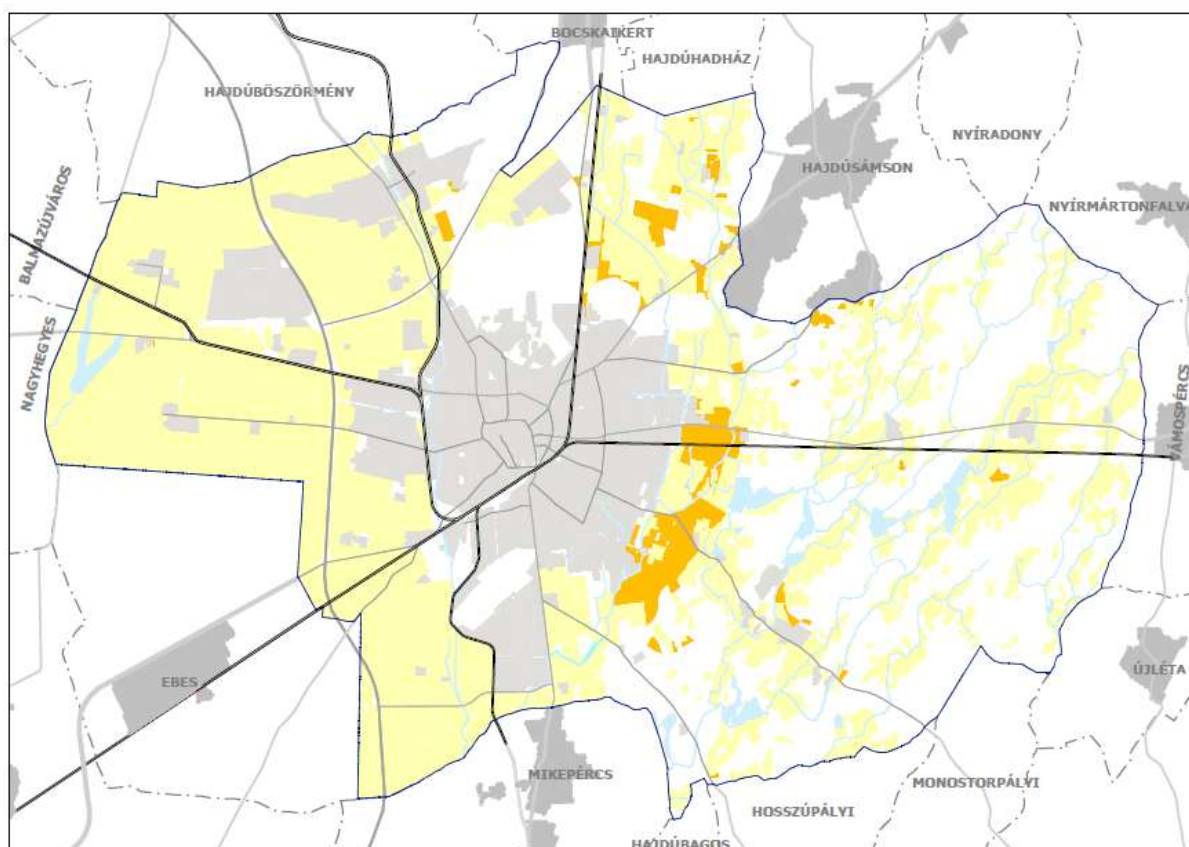 BOCSKAIKERT
HAJDÚHADHÁZ
HAJDÚBÖSZÖRMÉNY
NYÍRADONY
HAJDÚSÁMSON
NYÍRMÁRTONFALVA
BALMAZÚJVÁROS
NAGYHEGYES
VÁMOSPÉRCS
EBES
ÚJLÉTA
MIKEPÉRCS
MONOSTORPÁLYI
HOSSZÚPÁLYI
HAJDÚBAGOS